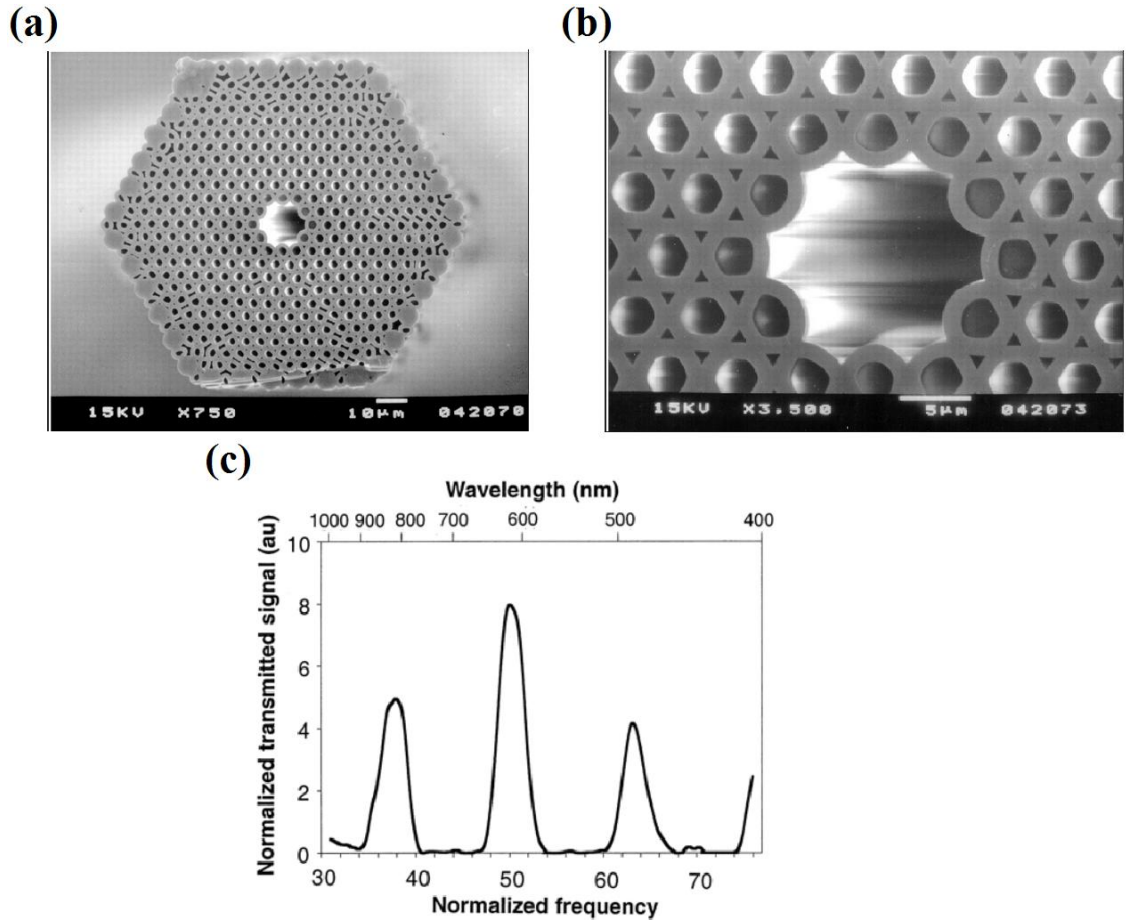 (a)
(b)
15KV X750 10µm 042070
15KV X3,500 5µm 042073
(c)
Wavelength (nm)
1000 900 800 700 600 500 400
Normalized transmitted signal (au)
10
8
6
4
2
0
30 40 50 60 70
Normalized frequency